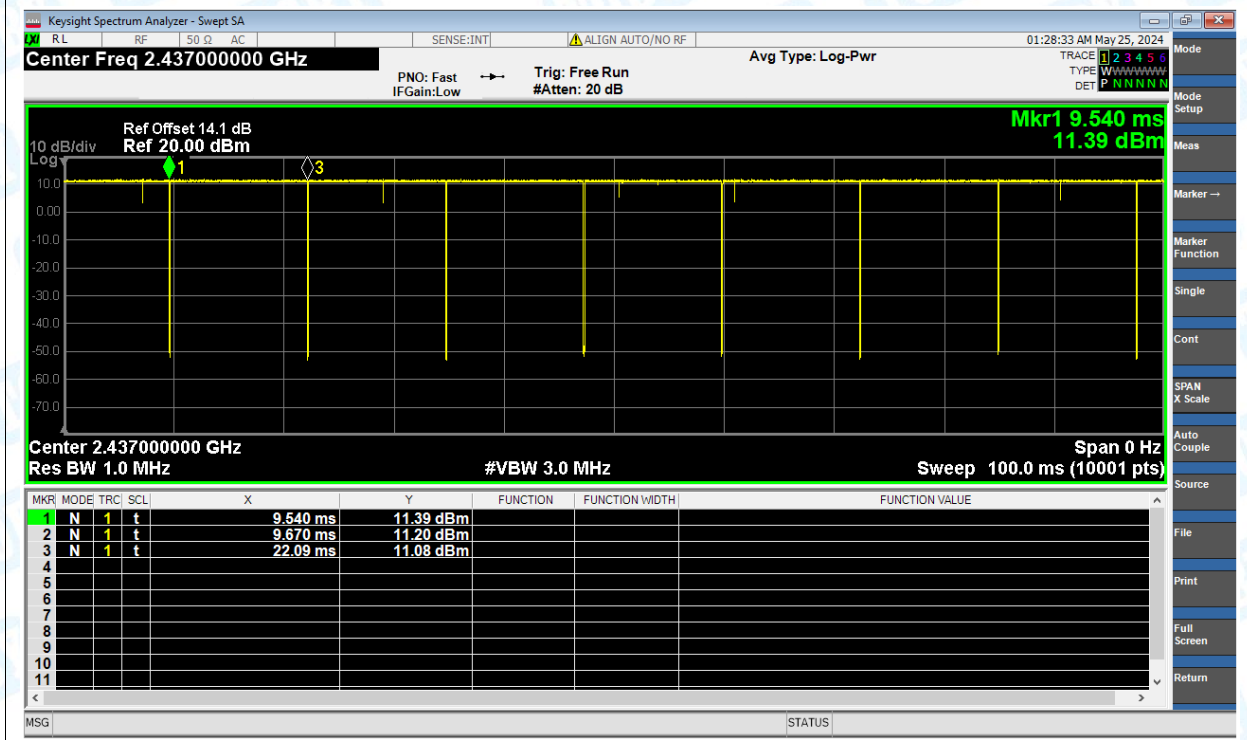 Keysight Spectrum Analyzer - Swept SA
LXI RL RF 50 Ω AC SENSE:INT ALIGN AUTO/NO RF 01:28:33 AM May 25, 2024
Center Freq 2.437000000 GHz
PNO: Fast
IFGain:Low
Trig: Free Run
#Atten: 20 dB
Avg Type: Log-Pwr
TRACE 1 2 3 4 5 6
TYPE WWWWWWW
DET P N N N N N
Ref Offset 14.1 dB
10 dB/div Ref 20.00 dBm
Log
Mkr1 9.540 ms
11.39 dBm
1
3
10.0
0.00
-10.0
-20.0
-30.0
-40.0
-50.0
-60.0
-70.0
Center 2.437000000 GHz Span 0 Hz
Res BW 1.0 MHz #VBW 3.0 MHz Sweep 100.0 ms (10001 pts)
MKR MODE TRC SCL X Y FUNCTION FUNCTION WIDTH FUNCTION VALUE
1 N 1 t 9.540 ms 11.39 dBm
2 N 1 t 9.670 ms 11.20 dBm
3 N 1 t 22.09 ms 11.08 dBm
4
5
6
7
8
9
10
11
MSG STATUS
Mode
Mode
Setup
Meas
Marker →
Marker
Function
Single
Cont
SPAN
X Scale
Auto
Couple
Source
File
Print
Full
Screen
Return